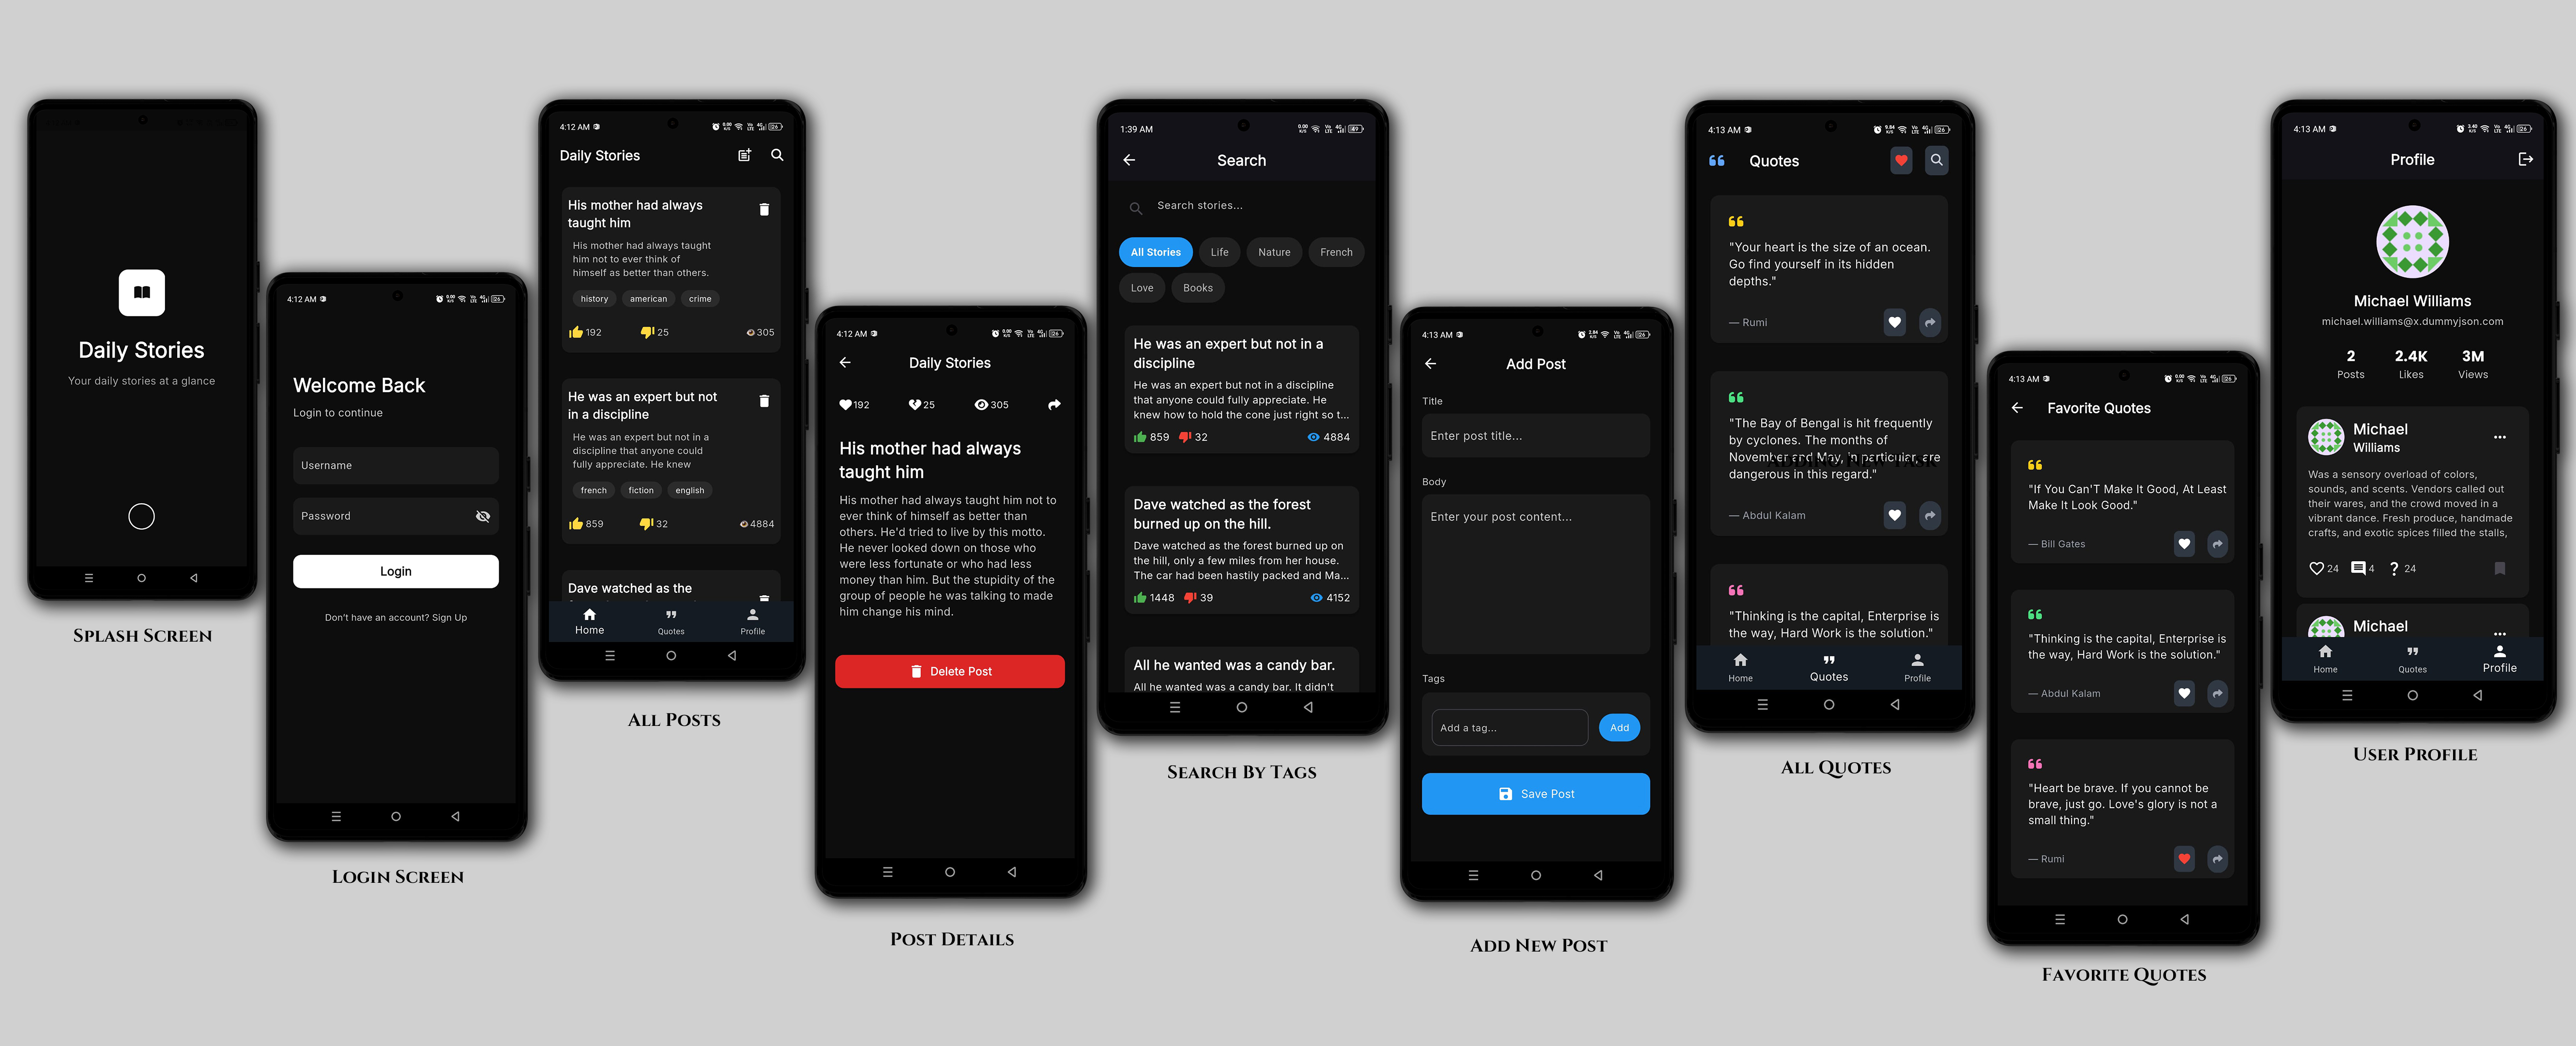 Daily Stories
Your daily stories at a glance
Splash Screen
4:12 AM
Welcome Back
Login to continue
Username
Password
Login
Don't have an account? Sign Up
Login Screen
4:12 AM
Daily Stories
His mother had always
taught him
His mother had always taught
him not to ever think of
himself as better than others.
history american crime
192 25 305
He was an expert but not
in a discipline
He was an expert but not in a
discipline that anyone could
fully appreciate. He knew
french fiction english
859 32 4884
Dave watched as the
Home Quotes Profile
All Posts
4:12 AM
Daily Stories
192 25 305
His mother had always
taught him
His mother had always taught him not to
ever think of himself as better than
others. He'd tried to live by this motto.
He never looked down on those who
were less fortunate or who had less
money than him. But the stupidity of the
group of people he was talking to made
him change his mind.
Delete Post
Post Details
1:39 AM
Search
Search stories...
All Stories Life Nature French
Love Books
He was an expert but not in a
discipline
He was an expert but not in a discipline
that anyone could fully appreciate. He
knew how to hold the cone just right so t...
859 32 4884
Dave watched as the forest
burned up on the hill.
Dave watched as the forest burned up on
the hill, only a few miles from her house.
The car had been hastily packed and Ma...
1448 39 4152
All he wanted was a candy bar.
All he wanted was a candy bar. It didn't
Search By Tags
4:13 AM
Add Post
Title
Enter post title...
Body
Enter your post content...
Tags
Add a tag... Add
Save Post
Add New Post
4:13 AM
Quotes
"Your heart is the size of an ocean.
Go find yourself in its hidden
depths."
— Rumi
"The Bay of Bengal is hit frequently
by cyclones. The months of
November and May, in particular, are
Adding New Task
dangerous in this regard."
— Abdul Kalam
"Thinking is the capital, Enterprise is
the way, Hard Work is the solution."
Home Quotes Profile
All Quotes
4:13 AM
Favorite Quotes
"If You Can'T Make It Good, At Least
Make It Look Good."
— Bill Gates
"Thinking is the capital, Enterprise is
the way, Hard Work is the solution."
— Abdul Kalam
"Heart be brave. If you cannot be
brave, just go. Love's glory is not a
small thing."
— Rumi
Favorite Quotes
4:13 AM
Profile
Michael Williams
michael.williams@x.dummyjson.com
2 2.4K 3M
Posts Likes Views
Michael
Williams
Was a sensory overload of colors,
sounds, and scents. Vendors called out
their wares, and the crowd moved in a
vibrant dance. Fresh produce, handmade
crafts, and exotic spices filled the stalls,
24 4 ? 24
Michael
Home Quotes Profile
User Profile